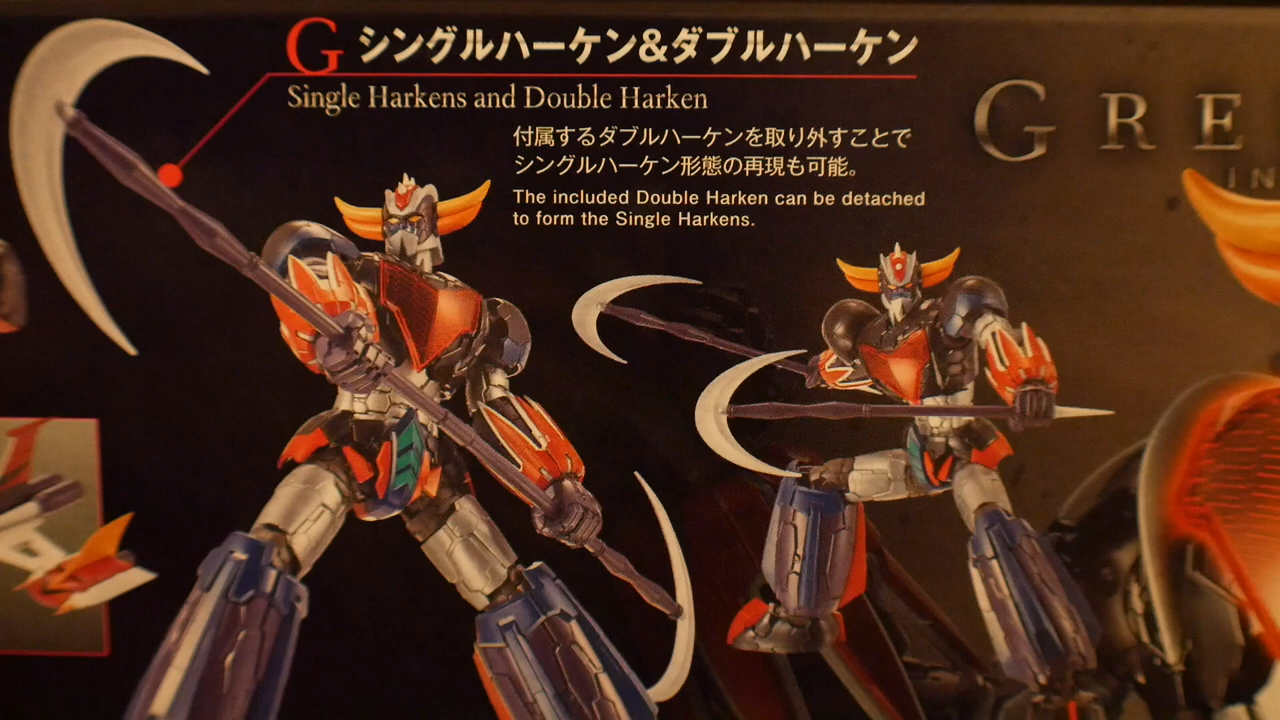 G シングルハーケン&ダブルハーケン
Single Harkens and Double Harken
付属するダブルハーケンを取り外すことで
シングルハーケン形態の再現も可能。
The included Double Harken can be detached
to form the Single Harkens.
GRE
IN